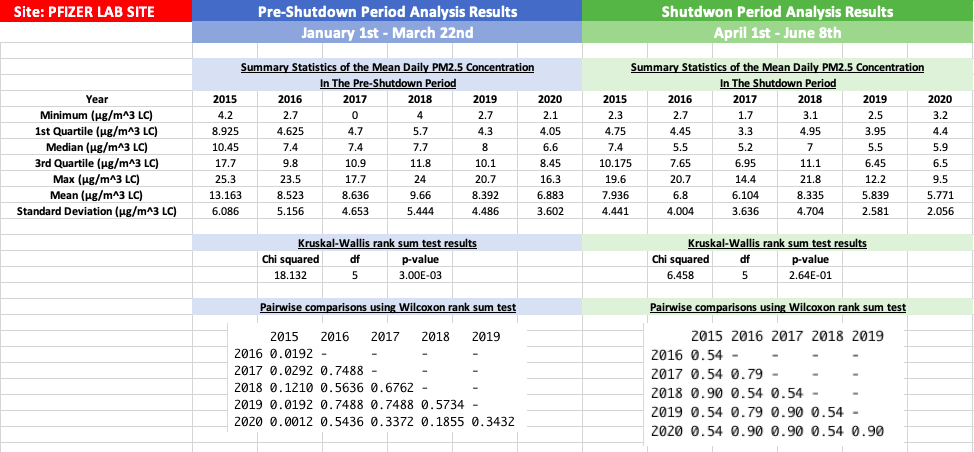 Site: PFIZER LAB SITE Pre-Shutdown Period Analysis Results Shutdwon Period Analysis Results
January 1st - March 22nd April 1st - June 8th
Summary Statistics of the Mean Daily PM2.5 Concentration Summary Statistics of the Mean Daily PM2.5 Concentration
In The Pre-Shutdown Period In The Shutdown Period
Year 2015 2016 2017 2018 2019 2020 2015 2016 2017 2018 2019 2020
Minimum (μg/m^3 LC) 4.2 2.7 0 4 2.7 2.1 2.3 2.7 1.7 3.1 2.5 3.2
1st Quartile (μg/m^3 LC) 8.925 4.625 4.7 5.7 4.3 4.05 4.75 4.45 3.3 4.95 3.95 4.4
Median (μg/m^3 LC) 10.45 7.4 7.4 7.7 8 6.6 7.4 5.5 5.2 7 5.5 5.9
3rd Quartile (μg/m^3 LC) 17.7 9.8 10.9 11.8 10.1 8.45 10.175 7.65 6.95 11.1 6.45 6.5
Max (μg/m^3 LC) 25.3 23.5 17.7 24 20.7 16.3 19.6 20.7 14.4 21.8 12.2 9.5
Mean (μg/m^3 LC) 13.163 8.523 8.636 9.66 8.392 6.883 7.936 6.8 6.104 8.335 5.839 5.771
Standard Deviation (μg/m^3 LC) 6.086 5.156 4.653 5.444 4.486 3.602 4.441 4.004 3.636 4.704 2.581 2.056
Kruskal-Wallis rank sum test results Kruskal-Wallis rank sum test results
Chi squared df p-value Chi squared df p-value
18.132 5 3.00E-03 6.458 5 2.64E-01
Pairwise comparisons using Wilcoxon rank sum test Pairwise comparisons using Wilcoxon rank sum test
2015 2016 2017 2018 2019 2015 2016 2017 2018 2019
2016 0.0192 - - - - 2016 0.54 - - - -
2017 0.0292 0.7488 - - - 2017 0.54 0.79 - - -
2018 0.1210 0.5636 0.6762 - - 2018 0.90 0.54 0.54 - -
2019 0.0192 0.7488 0.7488 0.5734 - 2019 0.54 0.79 0.90 0.54 -
2020 0.0012 0.5436 0.3372 0.1855 0.3432 2020 0.54 0.90 0.90 0.54 0.90